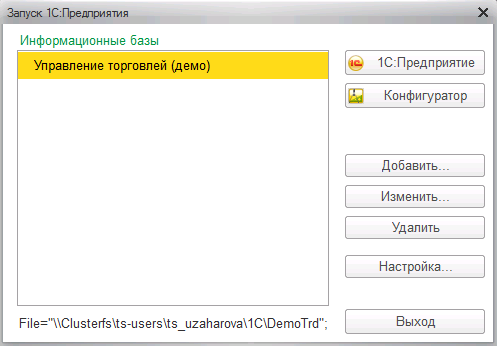 Запуск 1С:Предприятия
Информационные базы
Управление торговлей (демо)
1С:Предприятие
Конфигуратор
Добавить...
Изменить...
Удалить
Настройка...
File="\\Clusterfs\ts-users\ts_uzaharova\1C\DemoTrd";
Выход